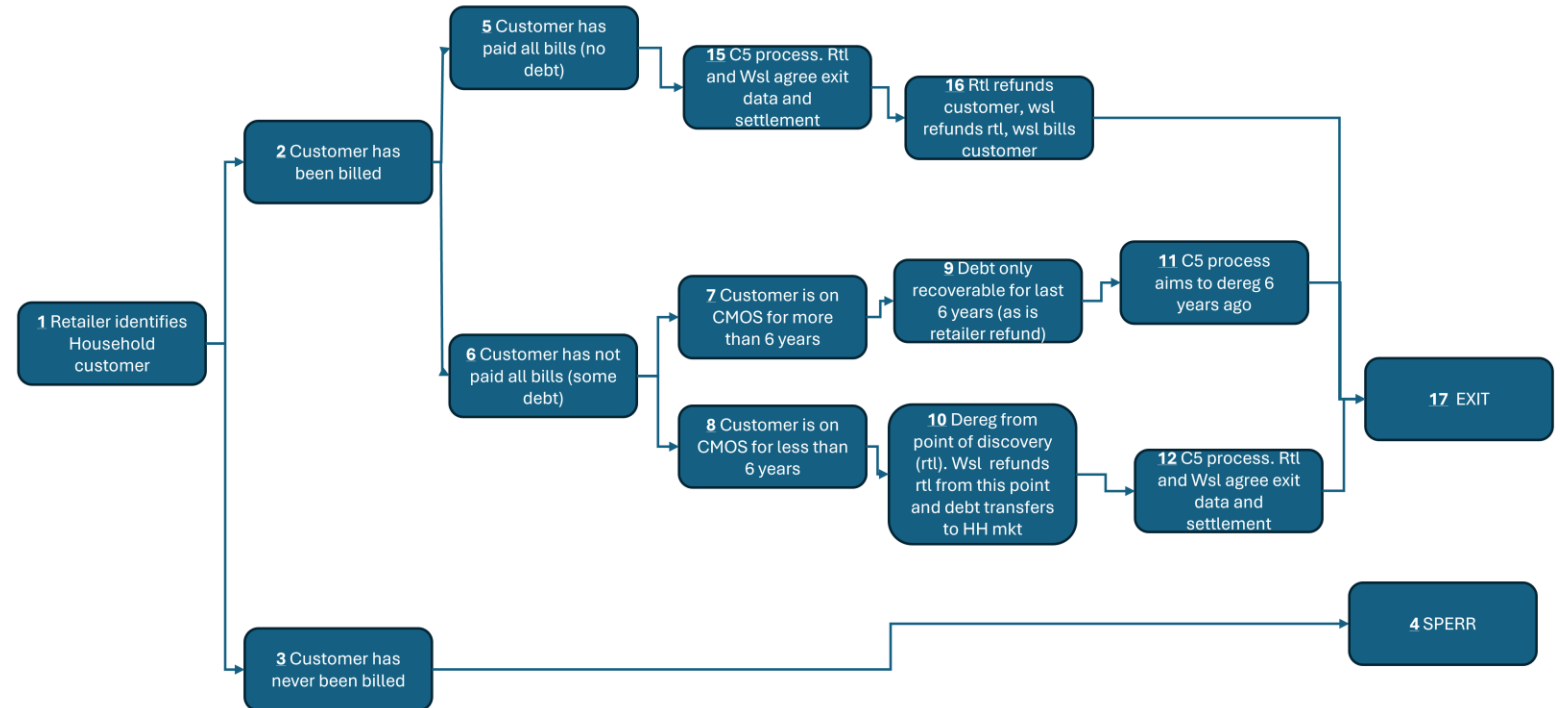 5 Customer has
paid all bills (no
debt)
15 C5 process. Rtl
and Wsl agree exit
data and
settlement
16 Rtl refunds
customer, wsl
refunds rtl, wsl bills
customer
2 Customer has
been billed
1 Retailer identifies
Household
customer
6 Customer has not
paid all bills (some
debt)
7 Customer is on
CMOS for more
than 6 years
9 Debt only
recoverable for last
6 years (as is
retailer refund)
11 C5 process
aims to dereg 6
years ago
8 Customer is on
CMOS for less than
6 years
10 Dereg from
point of discovery
(rtl). Wsl refunds
rtl from this point
and debt transfers
to HH mkt
12 C5 process. Rtl
and Wsl agree exit
data and
settlement
17 EXIT
3 Customer has
never been billed
4 SPERR